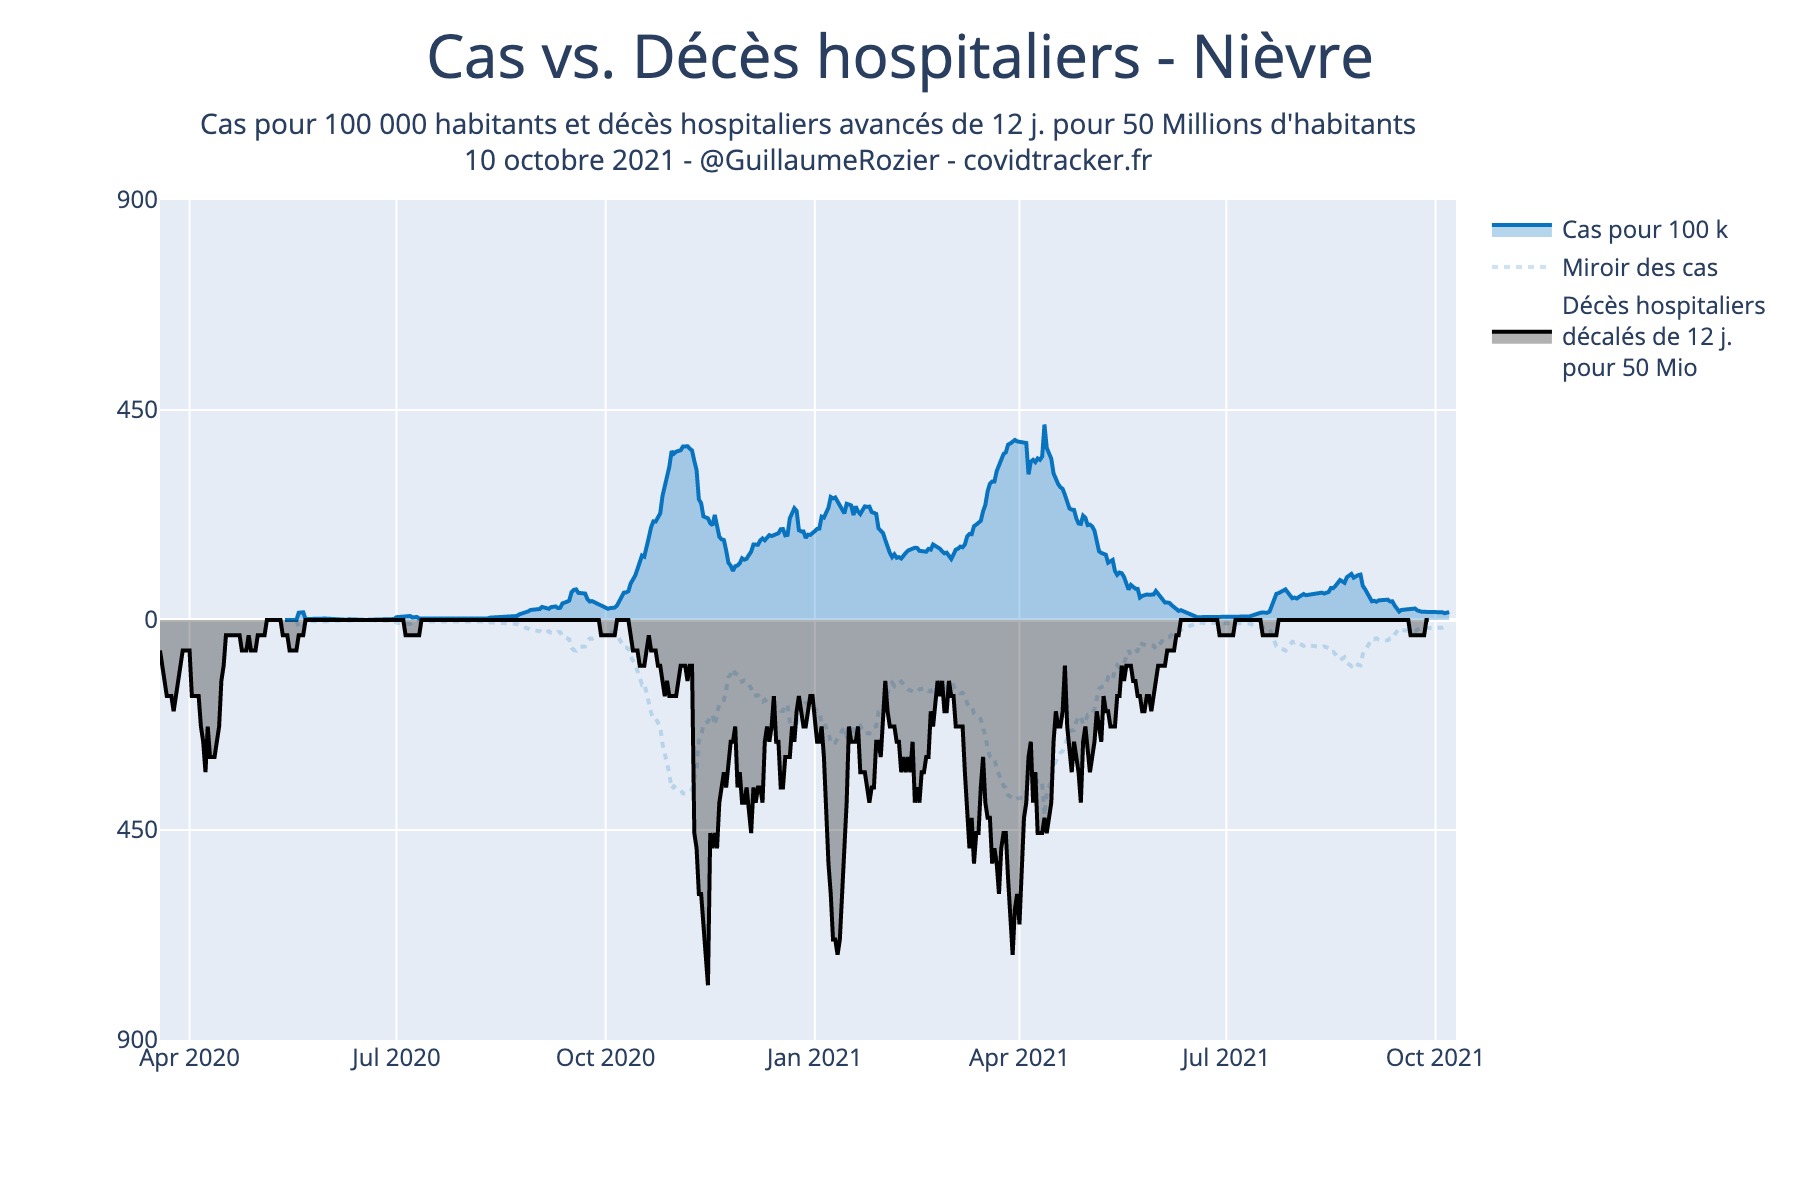 Cas vs. Décès hospitaliers - Nièvre
Cas pour 100 000 habitants et décès hospitaliers avancés de 12 j. pour 50 Millions d'habitants
10 octobre 2021 - @GuillaumeRozier - covidtracker.fr
900
450
0
450
900
Apr 2020
Jul 2020
Oct 2020
Jan 2021
Apr 2021
Jul 2021
Oct 2021
Cas pour 100 k
Miroir des cas
Décès hospitaliers
décalés de 12 j.
pour 50 Mio